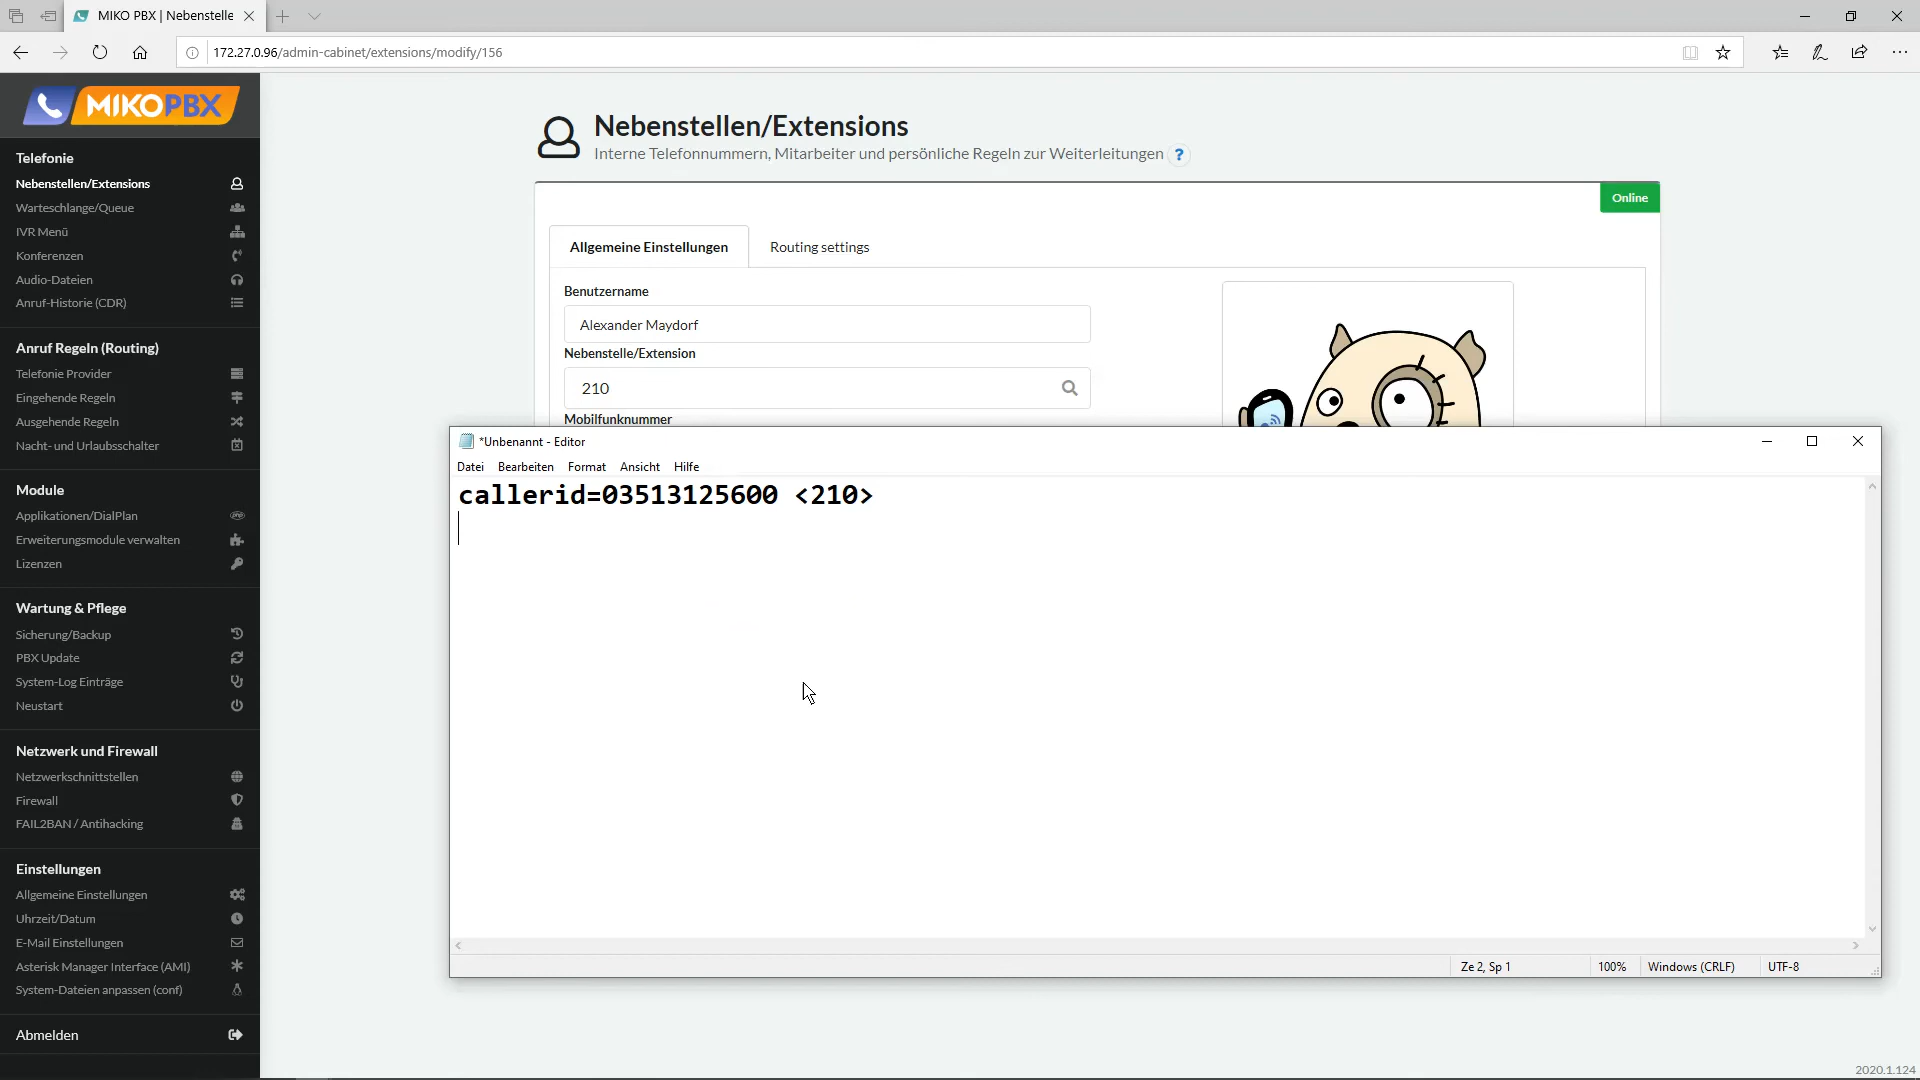 MIKO PBX | Nebenstelle
172.27.0.96/admin-cabinet/extensions/modify/156
MIKOPBX
Telefonie
Nebenstellen/Extensions
Warteschlange/Queue
IVR Menü
Konferenzen
Audio-Dateien
Anruf-Historie (CDR)
Anruf Regeln (Routing)
Telefonie Provider
Eingehende Regeln
Ausgehende Regeln
Nacht- und Urlaubsschalter
Module
Applikationen/DialPlan
Erweiterungsmodule verwalten
Lizenzen
Wartung & Pflege
Sicherung/Backup
PBX Update
System-Log Einträge
Neustart
Netzwerk und Firewall
Netzwerkschnittstellen
Firewall
FAIL2BAN / Antihacking
Einstellungen
Allgemeine Einstellungen
Uhrzeit/Datum
E-Mail Einstellungen
Asterisk Manager Interface (AMI)
System-Dateien anpassen (conf)
Abmelden
Nebenstellen/Extensions
Interne Telefonnummern, Mitarbeiter und persönliche Regeln zur Weiterleitungen ?
Online
Allgemeine Einstellungen Routing settings
Benutzername
Alexander Maydorf
Nebenstelle/Extension
210
Mobilfunknummer
*Unbenannt - Editor
Datei Bearbeiten Format Ansicht Hilfe
callerid=03513125600 <210>
Ze 2, Sp 1 100% Windows (CRLF) UTF-8
2020.1.124